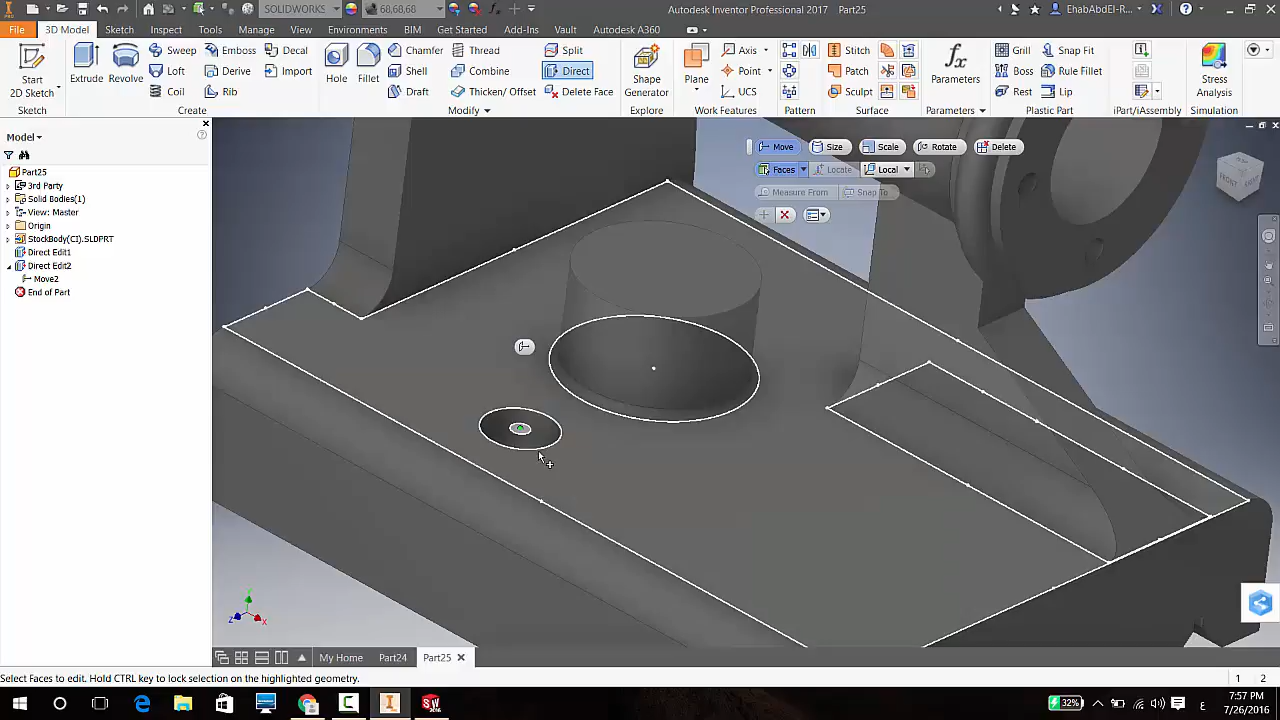 SOLIDWORKS 68,68,68 Autodesk Inventor Professional 2017 Part25 EhabAbdEl-R...
File 3D Model Sketch Inspect Tools Manage View Environments BIM Get Started Add-Ins Vault Autodesk A360
Start
2D Sketch
Sketch
Extrude Revolve
Sweep Emboss Decal
Loft Derive Import
Coil Rib
Create
Hole Fillet
Chamfer Thread Split
Shell Combine Direct
Draft Thicken/ Offset Delete Face
Modify
Shape
Generator
Explore
Plane
Axis
Point
UCS
Work Features
Pattern
Stitch
Patch
Sculpt
Surface
fx
Parameters
Parameters
Grill Snap Fit
Boss Rule Fillet
Rest Lip
Plastic Part
iPart/iAssembly
Stress
Analysis
Simulation
Model
Part25
3rd Party
Solid Bodies(1)
View: Master
Origin
StockBody(C1).SLDPRT
Direct Edit1
Direct Edit2
Move2
End of Part
Move Size Scale Rotate Delete
Faces Locate Local
Measure From Snap To
FRONT
Z X
My Home Part24 Part25
Select Faces to edit. Hold CTRL key to lock selection on the highlighted geometry. 1 2
32% ع 7:57 PM
7/26/2016